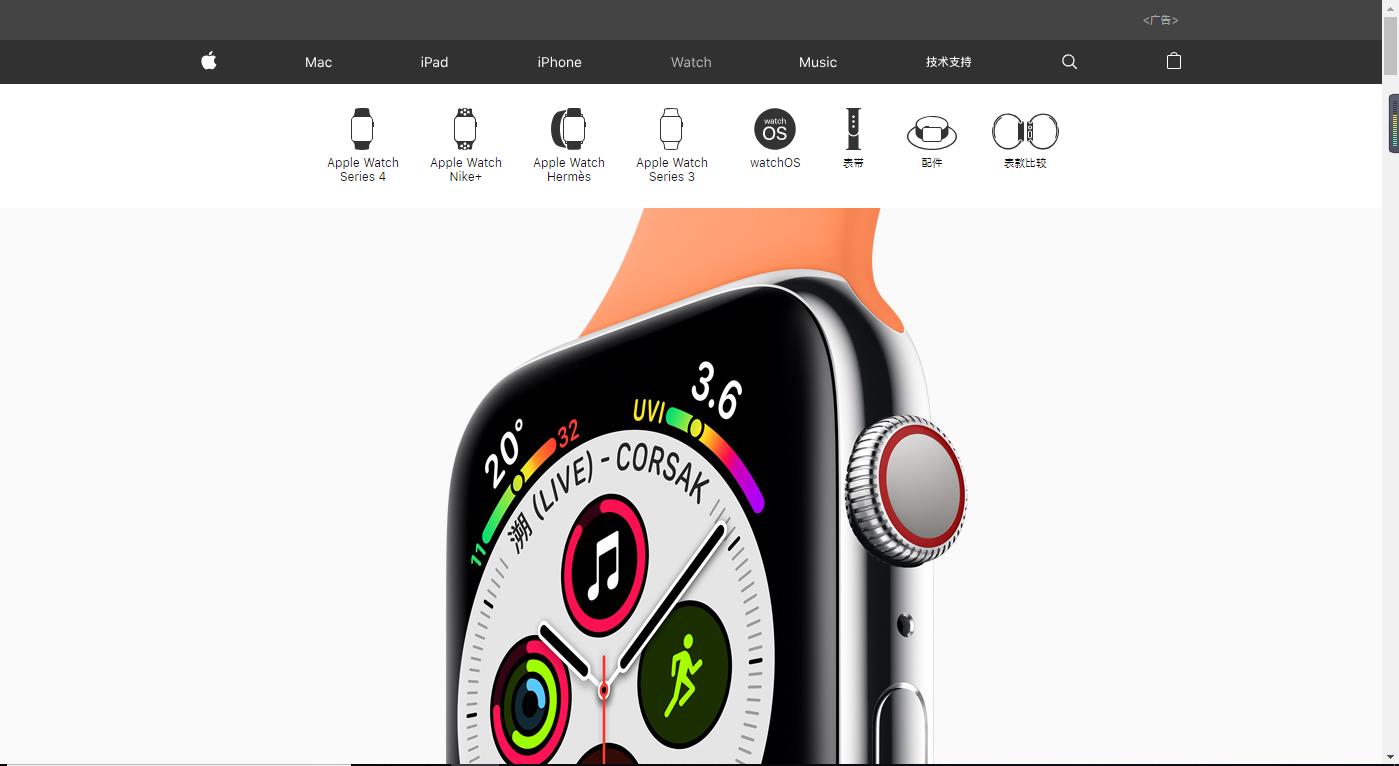 <广告>
Mac
iPad
iPhone
Watch
Music
技术支持
Apple Watch
Series 4
Apple Watch
Nike+
Apple Watch
Hermès
Apple Watch
Series 3
watch
OS
watchOS
表带
配件
表款比较
3.6
UVI
20°
32
11
溯 (LIVE) - CORSAK